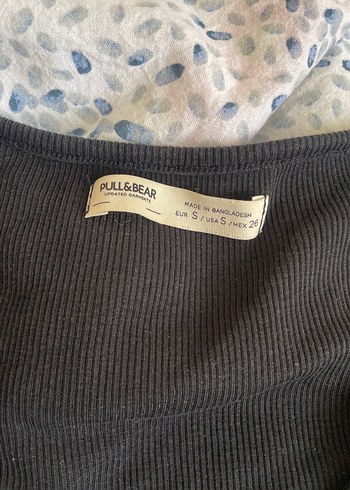 PULL&BEAR
UPDATED GARMENTS
MADE IN BANGLADESH
EUR S / USA S / MEX 26